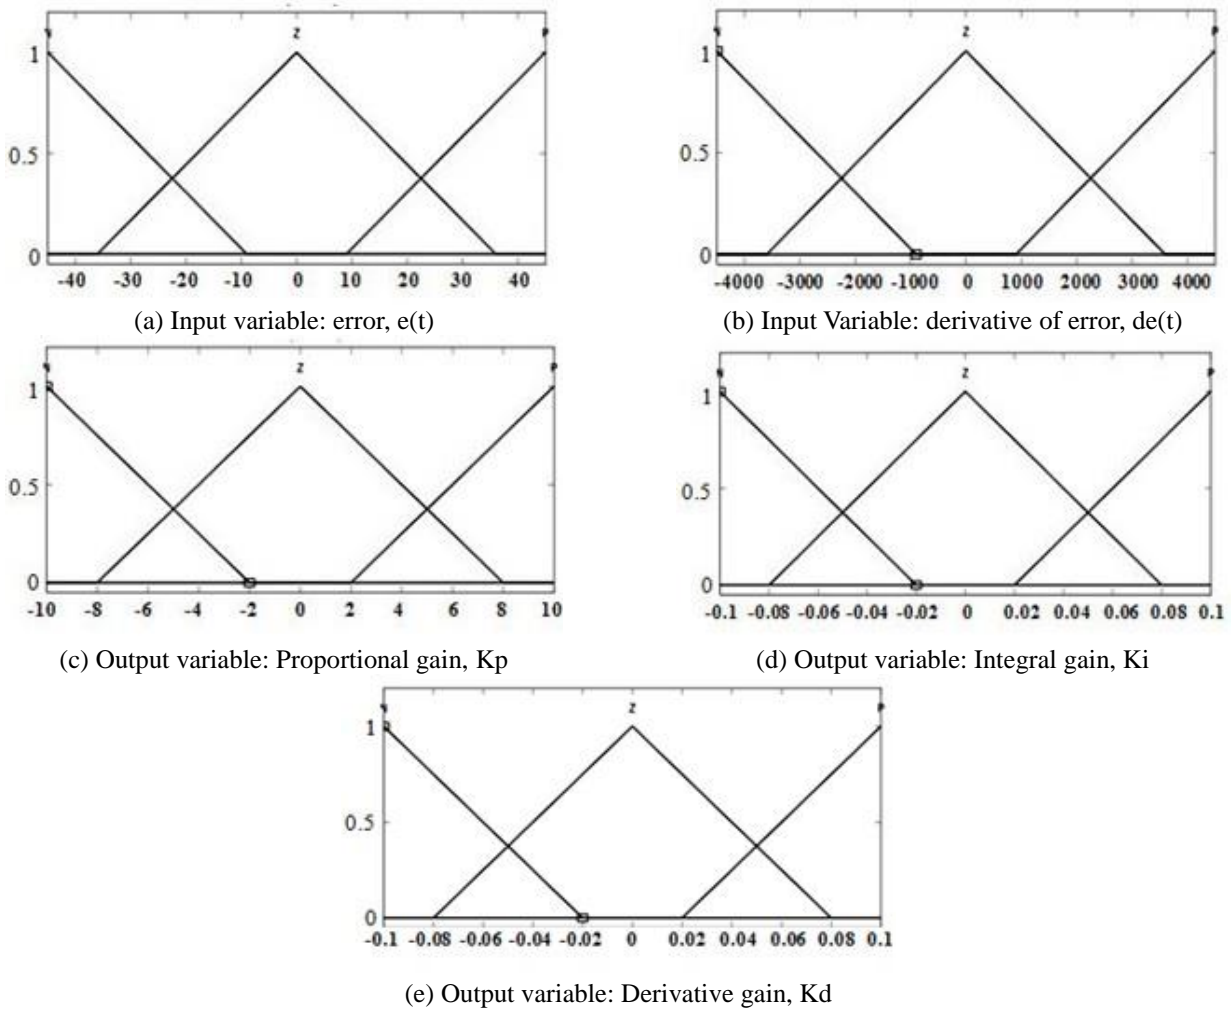 Z
1
0.5
0
-40 -30 -20 -10 0 10 20 30 40
(a) Input variable: error, e(t)
Z
P
1
0.5
0
-4000 -3000 -2000 -1000 0 1000 2000 3000 4000
(b) Input Variable: derivative of error, de(t)
Z
P
1
0.5
0
-10 -8 -6 -4 -2 0 2 4 6 8 10
(c) Output variable: Proportional gain, Kp
Z
P
1
0.5
0
-0.1 -0.08 -0.06 -0.04 -0.02 0 0.02 0.04 0.06 0.08 0.1
(d) Output variable: Integral gain, Ki
Z
P
1
0.5
0
-0.1 -0.08 -0.06 -0.04 -0.02 0 0.02 0.04 0.06 0.08 0.1
(e) Output variable: Derivative gain, Kd